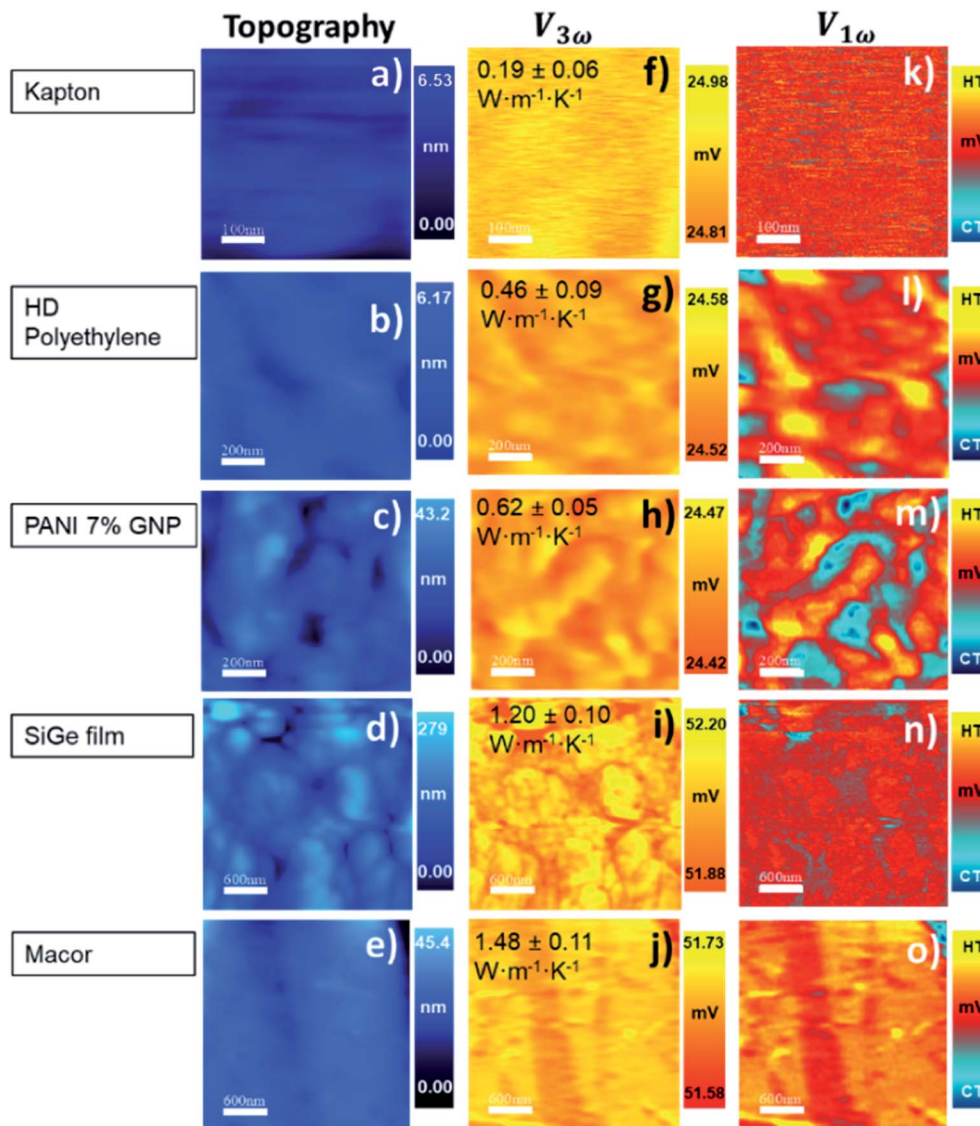 Topography V3ω V1ω
Kapton
a)
6.53
nm
0.00
100nm
f)
0.19 ± 0.06
W·m-1·K-1
24.98
mV
24.81
100nm
k)
HT
mV
CT
100nm
HD
Polyethylene
b)
6.17
nm
0.00
200nm
g)
0.46 ± 0.09
W·m-1·K-1
24.58
mV
24.52
200nm
l)
HT
mV
CT
200nm
PANI 7% GNP
c)
43.2
nm
0.00
200nm
h)
0.62 ± 0.05
W·m-1·K-1
24.47
mV
24.42
200nm
m)
HT
mV
CT
200nm
SiGe film
d)
279
nm
0.00
600nm
i)
1.20 ± 0.10
W·m-1·K-1
52.20
mV
51.88
600nm
n)
HT
mV
CT
600nm
Macor
e)
45.4
nm
0.00
600nm
j)
1.48 ± 0.11
W·m-1·K-1
51.73
mV
51.58
600nm
o)
HT
mV
CT
600nm